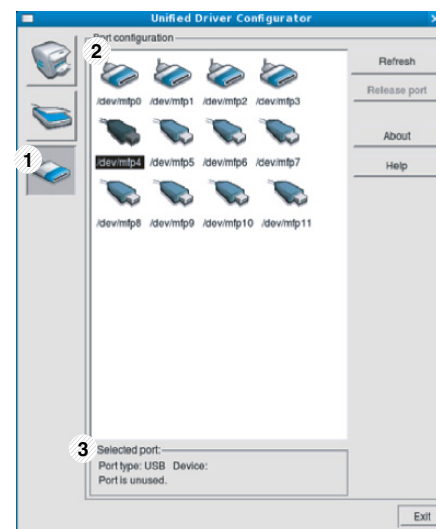 Unified Driver Configurator
Port configuration
2
Refresh
/dev/mfp0 /dev/mfp1 /dev/mfp2 /dev/mfp3
Release port
About
1
/dev/mfp4 /dev/mfp5 /dev/mfp6 /dev/mfp7
Help
/dev/mfp8 /dev/mfp9 /dev/mfp10 /dev/mfp11
3
Selected port:
Port type: USB Device:
Port is unused.
Exit